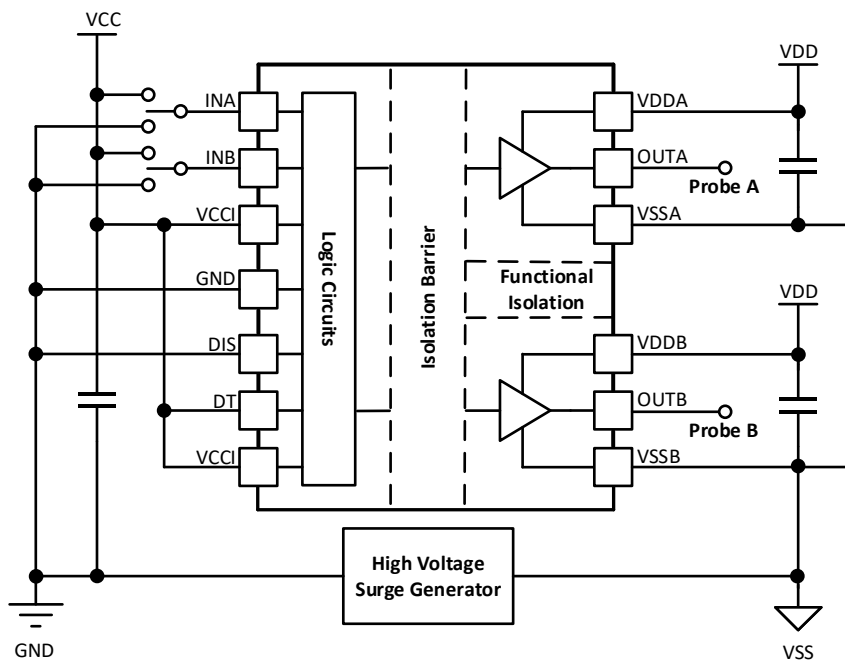 VCC
VDD
INA
VDDA
INB
OUTA
Probe A
VCCI
VSSA
Logic Circuits
Isolation Barrier
Functional
Isolation
GND
VDD
DIS
VDDB
DT
OUTB
Probe B
VCCI
VSSB
High Voltage
Surge Generator
GND
VSS